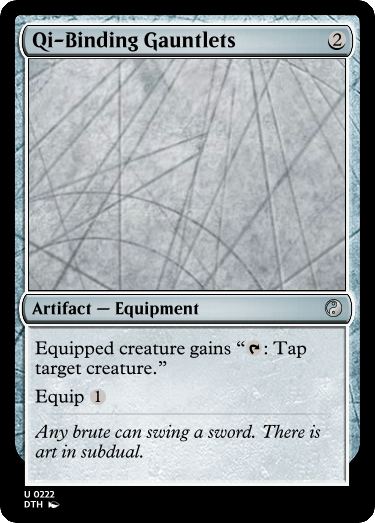 Qi-Binding Gauntlets 2
Artifact — Equipment
Equipped creature gains “: Tap
target creature.”
Equip 1
Any brute can swing a sword. There is
art in subdual.
U 0222
DTH